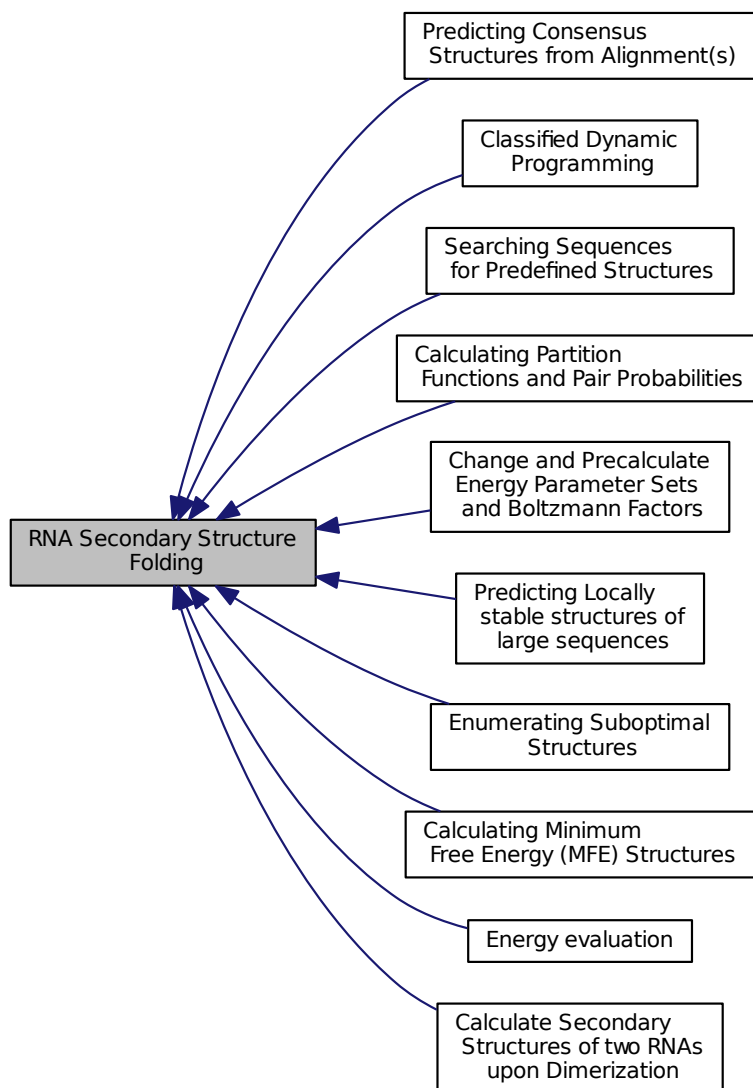 Predicting Consensus
Structures from Alignment(s)
Classified Dynamic
Programming
Searching Sequences
for Predefined Structures
Calculating Partition
Functions and Pair Probabilities
Change and Precalculate
Energy Parameter Sets
and Boltzmann Factors
RNA Secondary Structure
Folding
Predicting Locally
stable structures of
large sequences
Enumerating Suboptimal
Structures
Calculating Minimum
Free Energy (MFE) Structures
Energy evaluation
Calculate Secondary
Structures of two RNAs
upon Dimerization